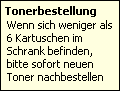 Tonerbestellung
Wenn sich weniger als
6 Kartuschen im
Schrank befinden,
bitte sofort neuen
Toner nachbestellen